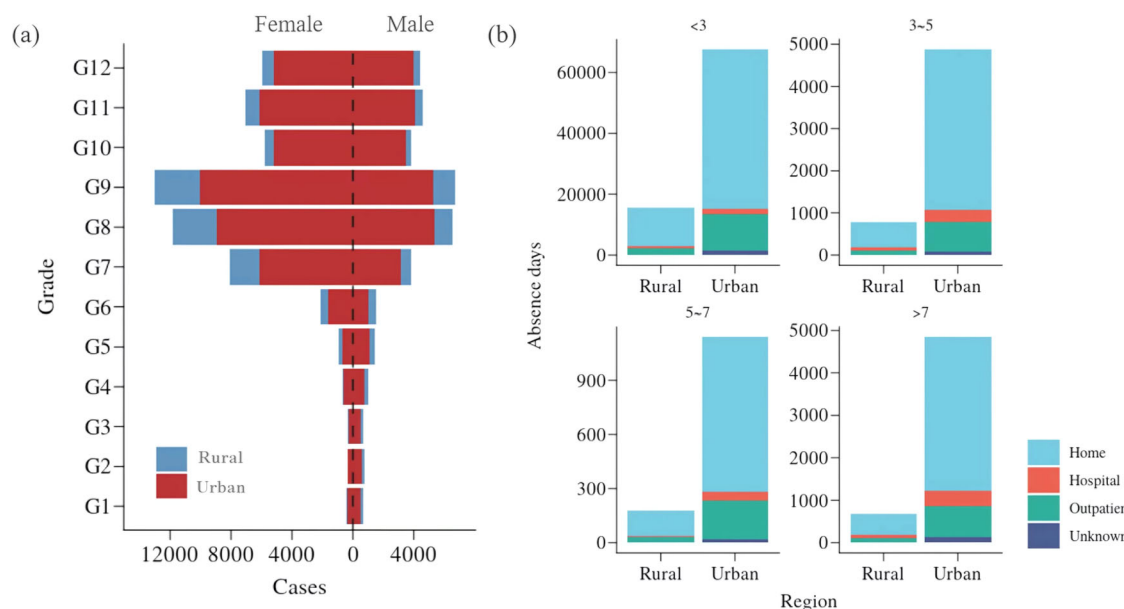 (a)
Female Male
G12
G11
G10
G9
G8
G7
G6
G5
G4
G3
G2
G1
Grade
Rural
Urban
12000 8000 4000 0 4000
Cases
(b)
<3
60000
40000
20000
0
Rural Urban
3~5
5000
4000
3000
2000
1000
0
Rural Urban
Absence days
5~7
900
600
300
0
Rural Urban
>7
5000
4000
3000
2000
1000
0
Rural Urban
Region
Home
Hospital
Outpatien
Unknown